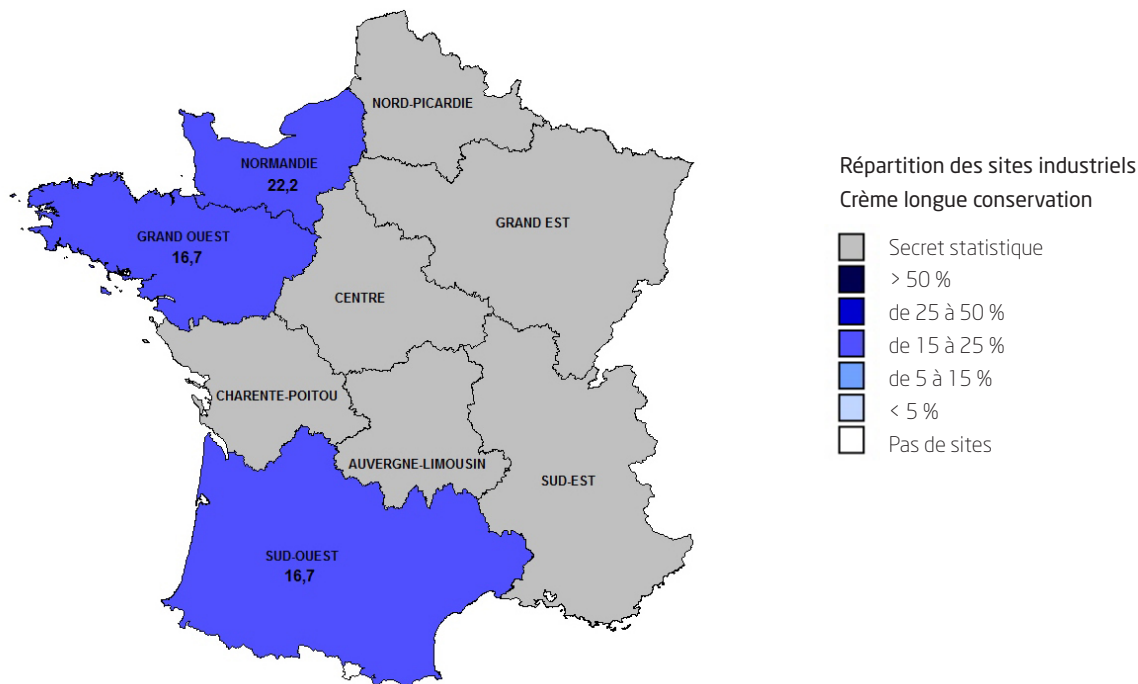 NORD-PICARDIE
NORMANDIE
22,2
GRAND OUEST
16,7
GRAND EST
CENTRE
CHARENTE-POITOU
AUVERGNE-LIMOUSIN
SUD-EST
SUD-OUEST
16,7
Répartition des sites industriels
Crème longue conservation
Secret statistique
> 50 %
de 25 à 50 %
de 15 à 25 %
de 5 à 15 %
< 5 %
Pas de sites